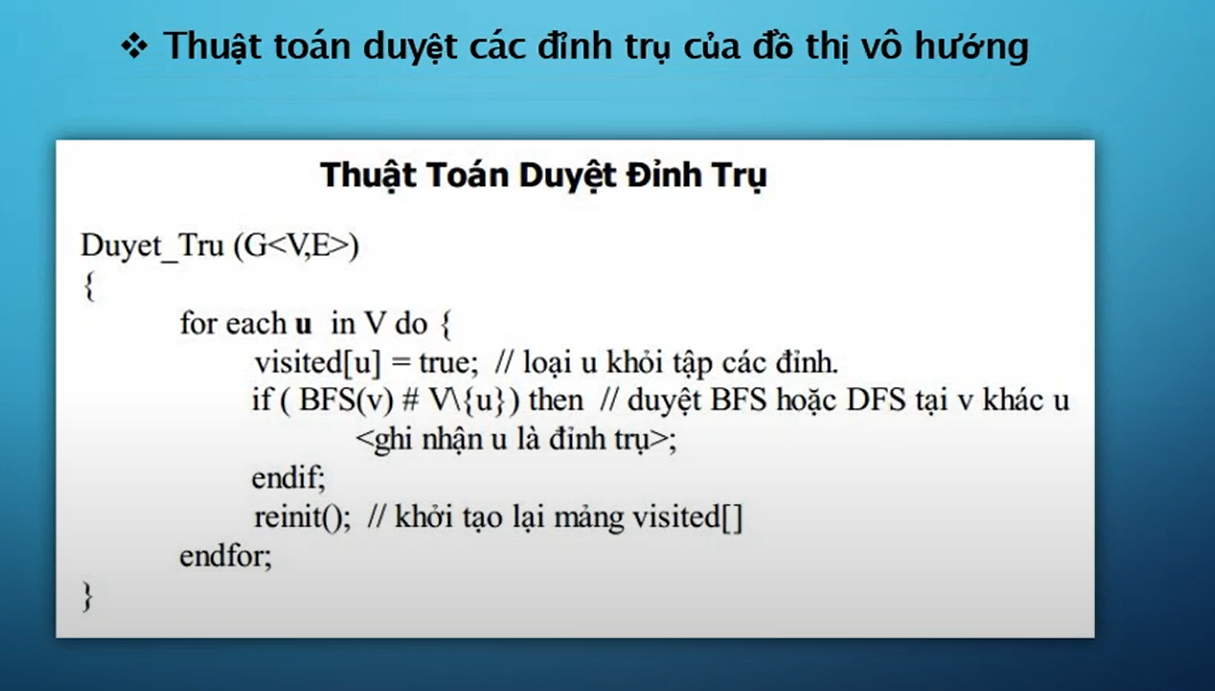 ❖ Thuật toán duyệt các đỉnh trụ của đồ thị vô hướng
Thuật Toán Duyệt Đỉnh Trụ
Duyet_Tru (G<V,E>)
{
for each u in V do {
visited[u] = true; // loại u khỏi tập các đỉnh.
if ( BFS(v) # V\{u}) then // duyệt BFS hoặc DFS tại v khác u
<ghi nhận u là đỉnh trụ>;
endif;
reinit(); // khởi tạo lại mảng visited[]
endfor;
}